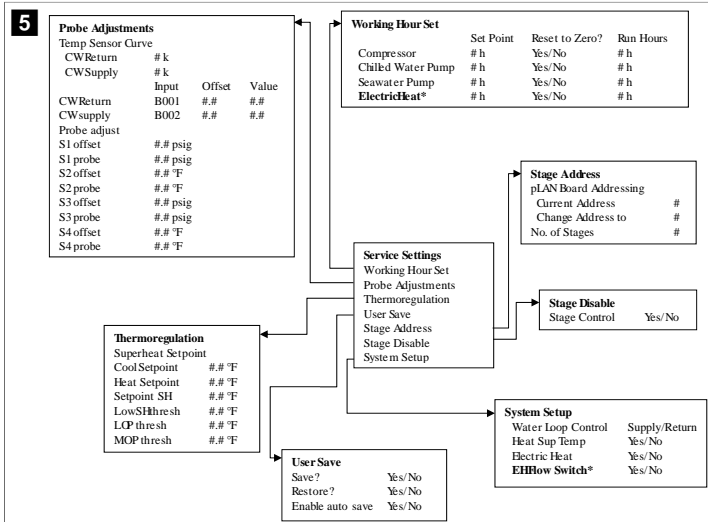 5
Probe Adjustments
Temp Sensor Curve
CWReturn # k
CWSupply # k
Input Offset Value
CWReturn B001 #.# #.#
CWsupply B002 #.# #.#
Probe adjust
S1 offset #.# psig
S1 probe #.# psig
S2 offset #.# °F
S2 probe #.# °F
S3 offset #.# psig
S3 probe #.# psig
S4 offset #.# °F
S4 probe #.# °F
Working Hour Set
Set Point Reset to Zero? Run Hours
Compressor # h Yes/No # h
Chilled Water Pump # h Yes/No # h
Seawater Pump # h Yes/No # h
ElectricHeat* # h Yes/No # h
Stage Address
pLAN Board Addressing
Current Address #
Change Address to #
No. of Stages #
Service Settings
Working Hour Set
Probe Adjustments
Thermoregulation
User Save
Stage Address
Stage Disable
System Setup
Stage Disable
Stage Control Yes/No
Thermoregulation
Superheat Setpoint
Cool Setpoint #.# °F
Heat Setpoint #.# °F
Setpoint SH #.# °F
LowSHthresh #.# °F
LOP thresh #.# °F
MOP thresh #.# °F
System Setup
Water Loop Control Supply/Return
Heat Sup Temp Yes/No
Electric Heat Yes/No
EHFlow Switch* Yes/No
User Save
Save? Yes/No
Restore? Yes/No
Enable auto save Yes/No